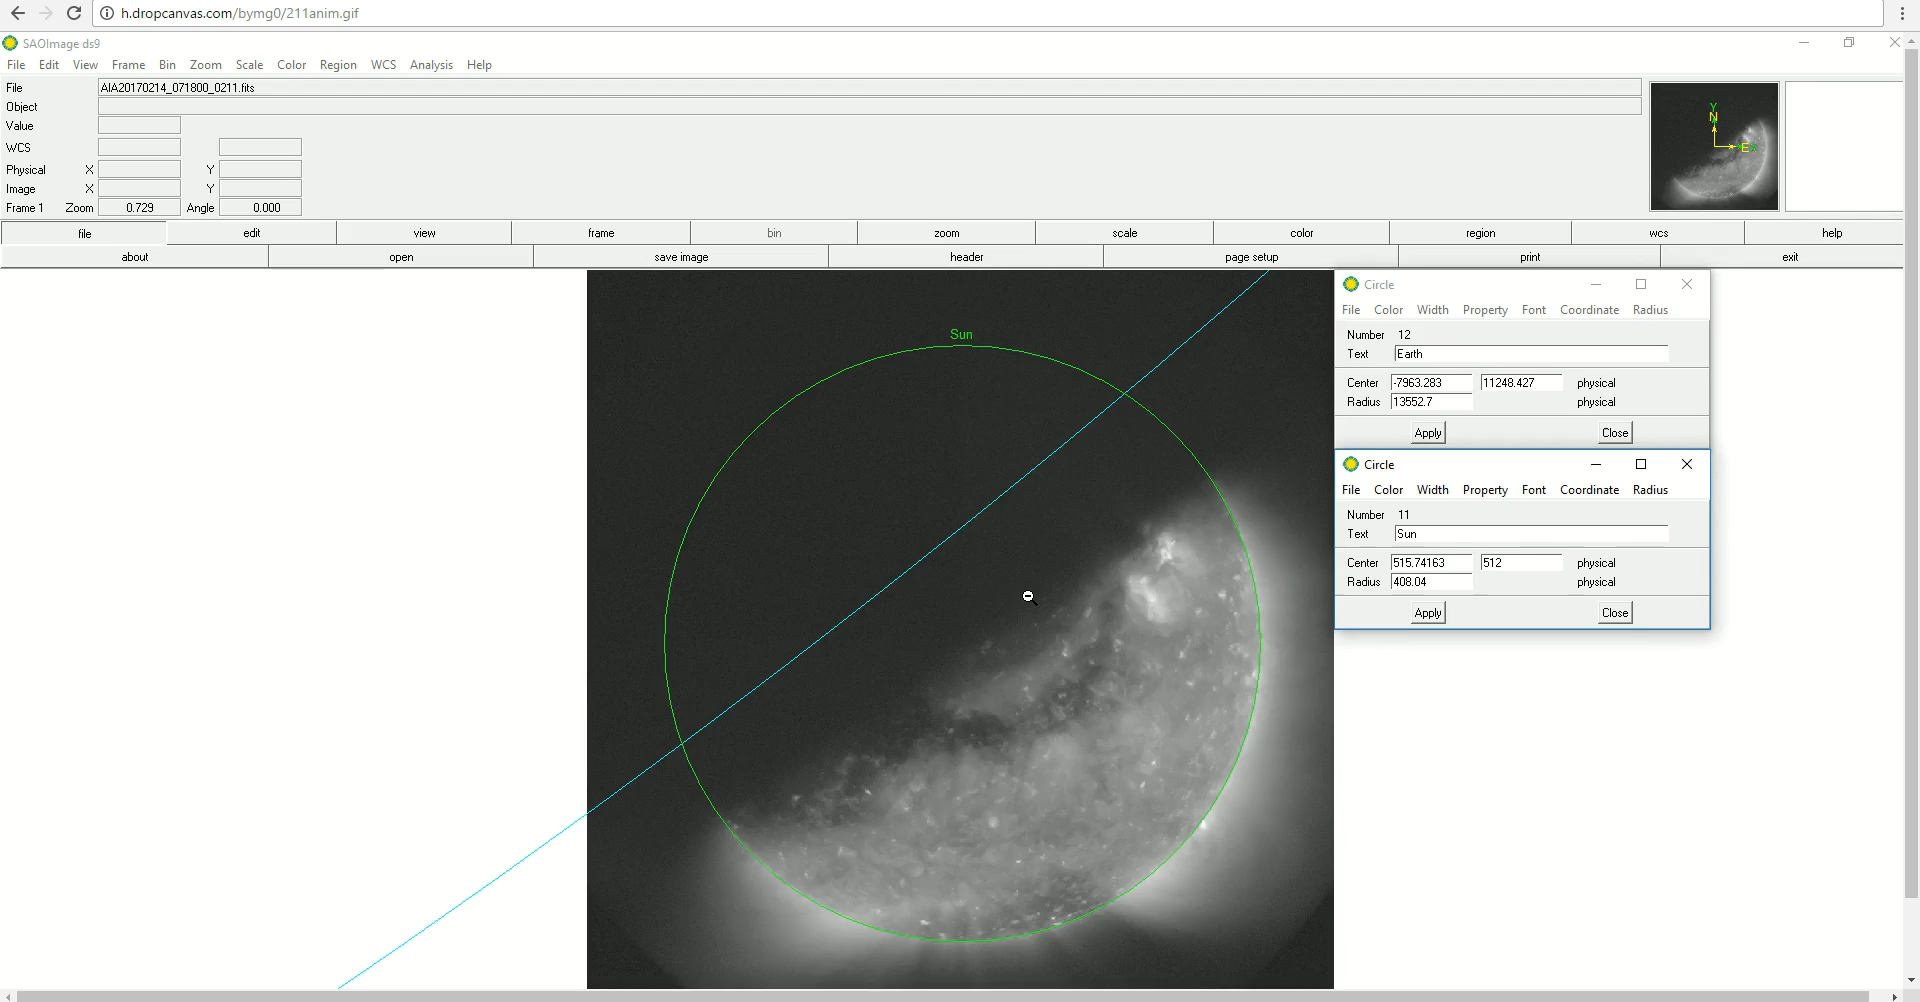 h.dropcanvas.com/bymg0/211anim.gif
SAOImage ds9
File Edit View Frame Bin Zoom Scale Color Region WCS Analysis Help
File AIA20170214_071800_0211.fits
Object
Value
WCS
Physical X Y
Image X Y
Frame 1 Zoom 0.729 Angle 0.000
Y
N
E X
file edit view frame bin zoom scale color region wcs help
about open save image header page setup print exit
Sun
Circle
File Color Width Property Font Coordinate Radius
Number 12
Text Earth
Center -7963.283 11248.427 physical
Radius 13552.7 physical
Apply Close
Circle
File Color Width Property Font Coordinate Radius
Number 11
Text Sun
Center 515.74163 512 physical
Radius 408.04 physical
Apply Close